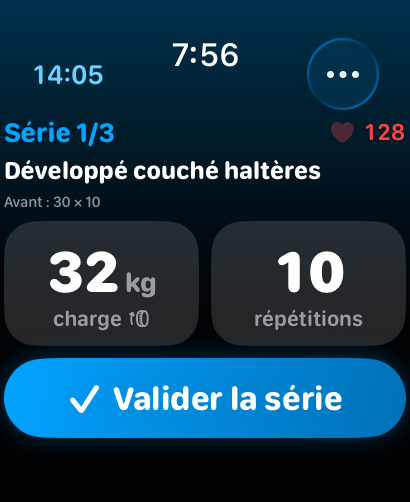 7:56
14:05
Série 1/3
128
Développé couché haltères
Avant : 30 × 10
32 kg
charge
10
répétitions
Valider la série